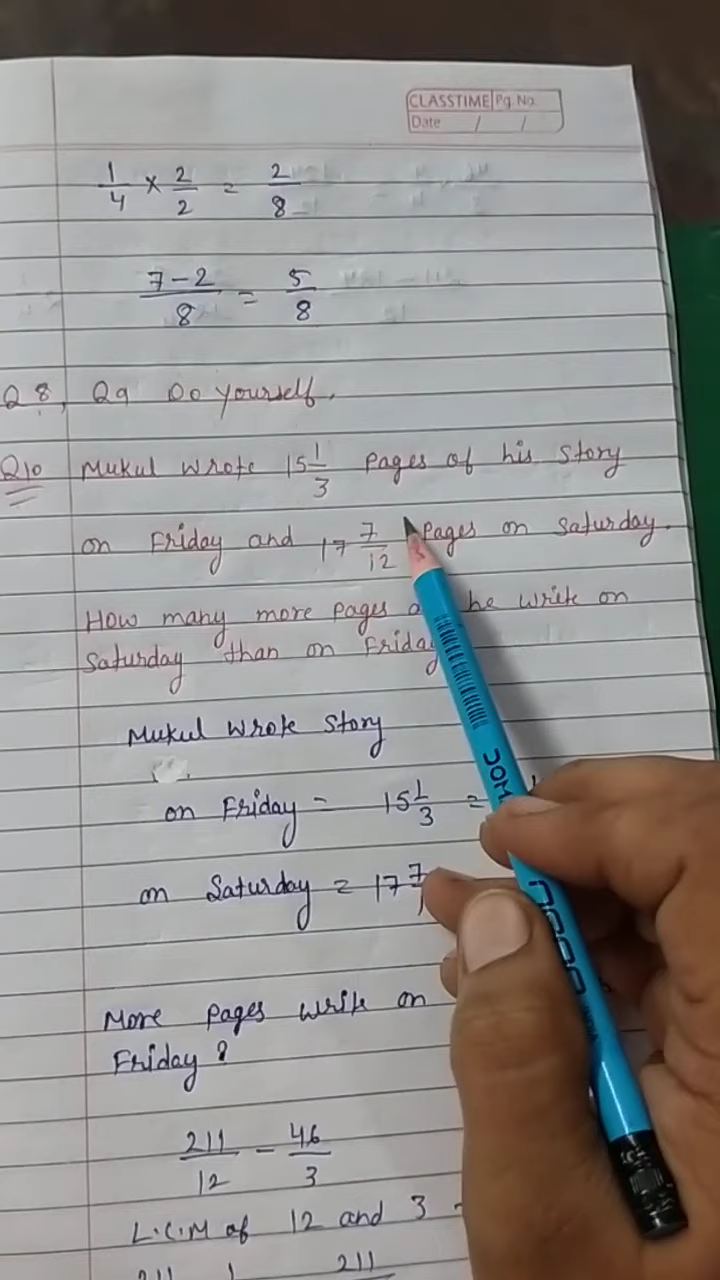 CLASSTIME Pg. No.
Date / /
1/4 × 2/2 = 2/8
7-2/8 = 5/8
Q8, Q9 Do yourself.
Q10 Mukul wrote 15 1/3 pages of his story
on Friday and 17 7/12 pages on Saturday.
How many more pages he write on
Saturday than on Friday
Mukul wrote story
on Friday = 15 1/3 =
on Saturday = 17 7/
More pages write on
Friday?
211/12 - 46/3
L.C.M of 12 and 3
211 1 211
DOMS